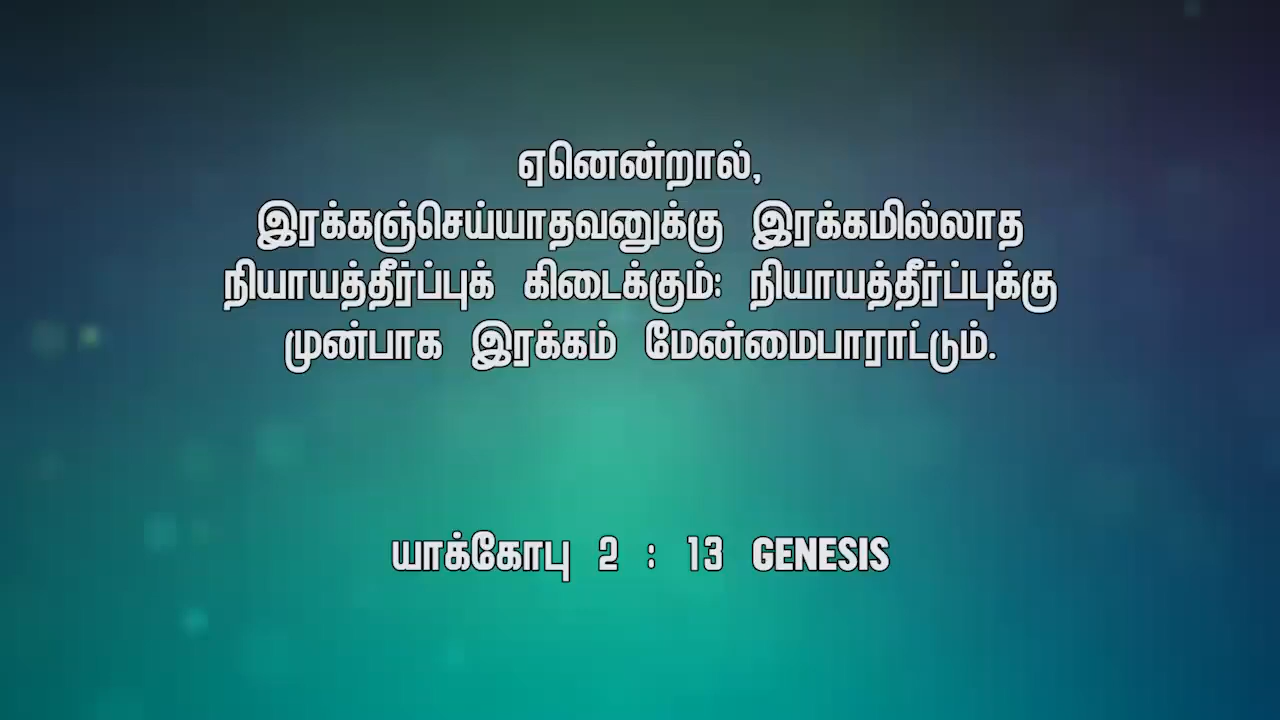 ஏனென்றால்,
இரக்கஞ்செய்யாதவனுக்கு இரக்கமில்லாத
நியாயத்தீர்ப்புக் கிடைக்கும்: நியாயத்தீர்ப்புக்கு
முன்பாக இரக்கம் மேன்மைபாராட்டும்.
யாக்கோபு 2 : 13 GENESIS